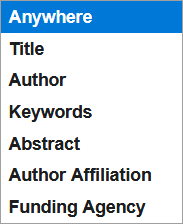 Anywhere
Title
Author
Keywords
Abstract
Author Affiliation
Funding Agency